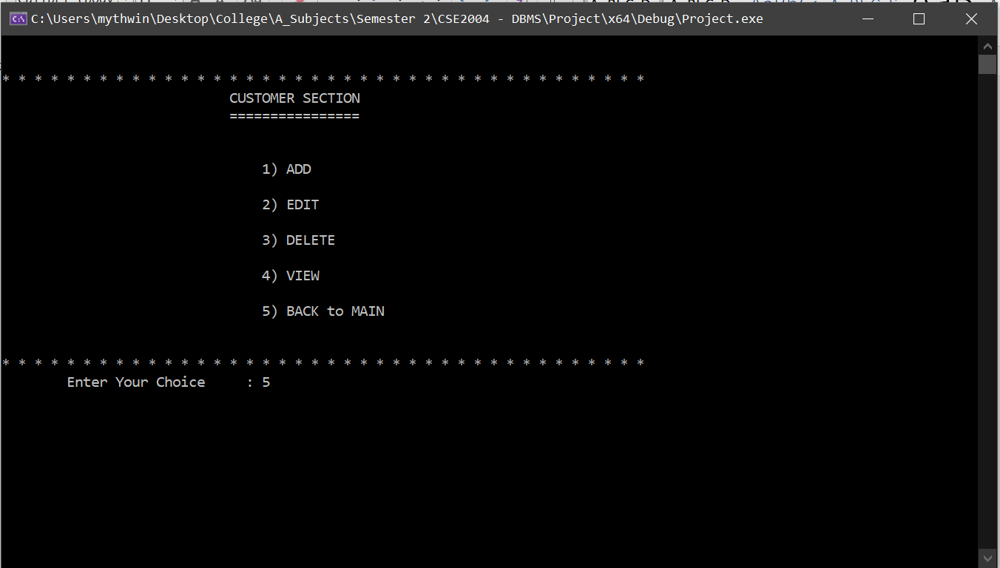 C:\Users\mythwin\Desktop\College\A_Subjects\Semester 2\CSE2004 - DBMS\Project\x64\Debug\Project.exe
* * * * * * * * * * * * * * * * * * * * * * * * * * * * * * * * * * * * * * * *
CUSTOMER SECTION
================
1) ADD
2) EDIT
3) DELETE
4) VIEW
5) BACK to MAIN
* * * * * * * * * * * * * * * * * * * * * * * * * * * * * * * * * * * * * * * *
Enter Your Choice : 5